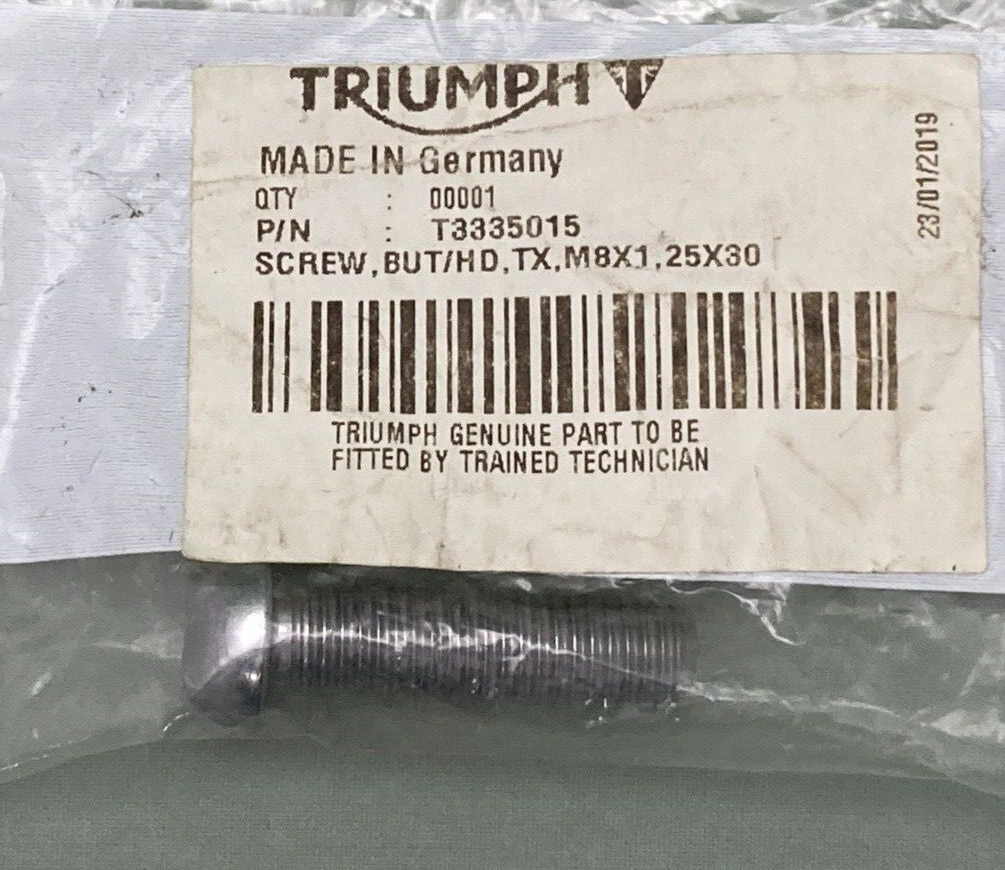 TRIUMPH
MADE IN Germany
QTY : 00001
P/N : T3335015
SCREW,BUT/HD,TX,M8X1,25X30
TRIUMPH GENUINE PART TO BE
FITTED BY TRAINED TECHNICIAN
23/01/2019